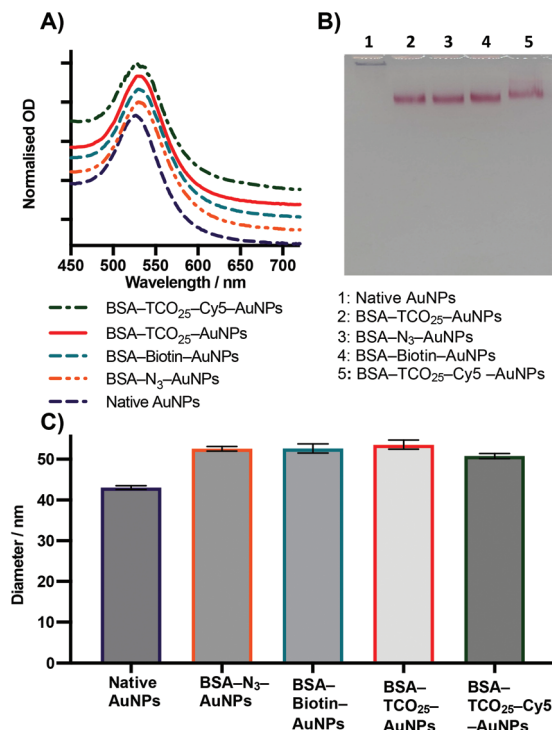 A)
Normalised OD
450 500 550 600 650 700
Wavelength / nm
BSA–TCO₂₅–Cy5–AuNPs
BSA–TCO₂₅–AuNPs
BSA–Biotin–AuNPs
BSA–N₃–AuNPs
Native AuNPs
B)
1 2 3 4 5
1: Native AuNPs
2: BSA–TCO₂₅–AuNPs
3: BSA–N₃–AuNPs
4: BSA–Biotin–AuNPs
5: BSA–TCO₂₅–Cy5 –AuNPs
C)
Diameter / nm
50
40
30
20
10
0
Native
AuNPs
BSA–N₃–
AuNPs
BSA–
Biotin–
AuNPs
BSA–
TCO₂₅–
AuNPs
BSA–
TCO₂₅–Cy5
–AuNPs